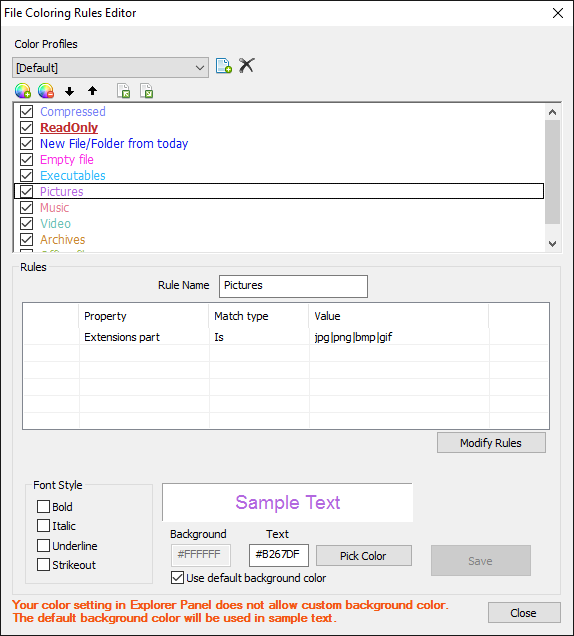 File Coloring Rules Editor
Color Profiles
[Default]
Compressed
ReadOnly
New File/Folder from today
Empty file
Executables
Pictures
Music
Video
Archives
Rules
Rule Name Pictures
Property Match type Value
Extensions part Is jpg|png|bmp|gif
Modify Rules
Font Style
Bold
Italic
Underline
Strikeout
Sample Text
Background Text
#FFFFFF #B267DF Pick Color Save
Use default background color
Your color setting in Explorer Panel does not allow custom background color.
The default background color will be used in sample text.
Close